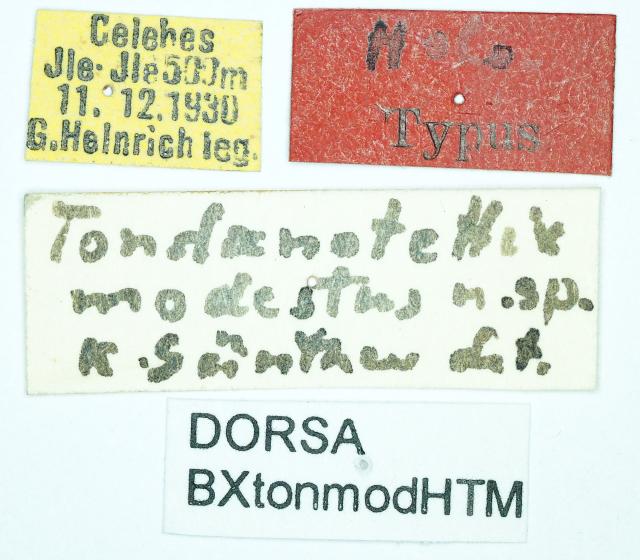 Celebes
Jle-Jle 500m
11. 12.1930
G.Heinrich leg.
Holo.
Typus
Tondanotettix
modestus n.sp.
K. Günther det.
DORSA
BXtonmodHTM